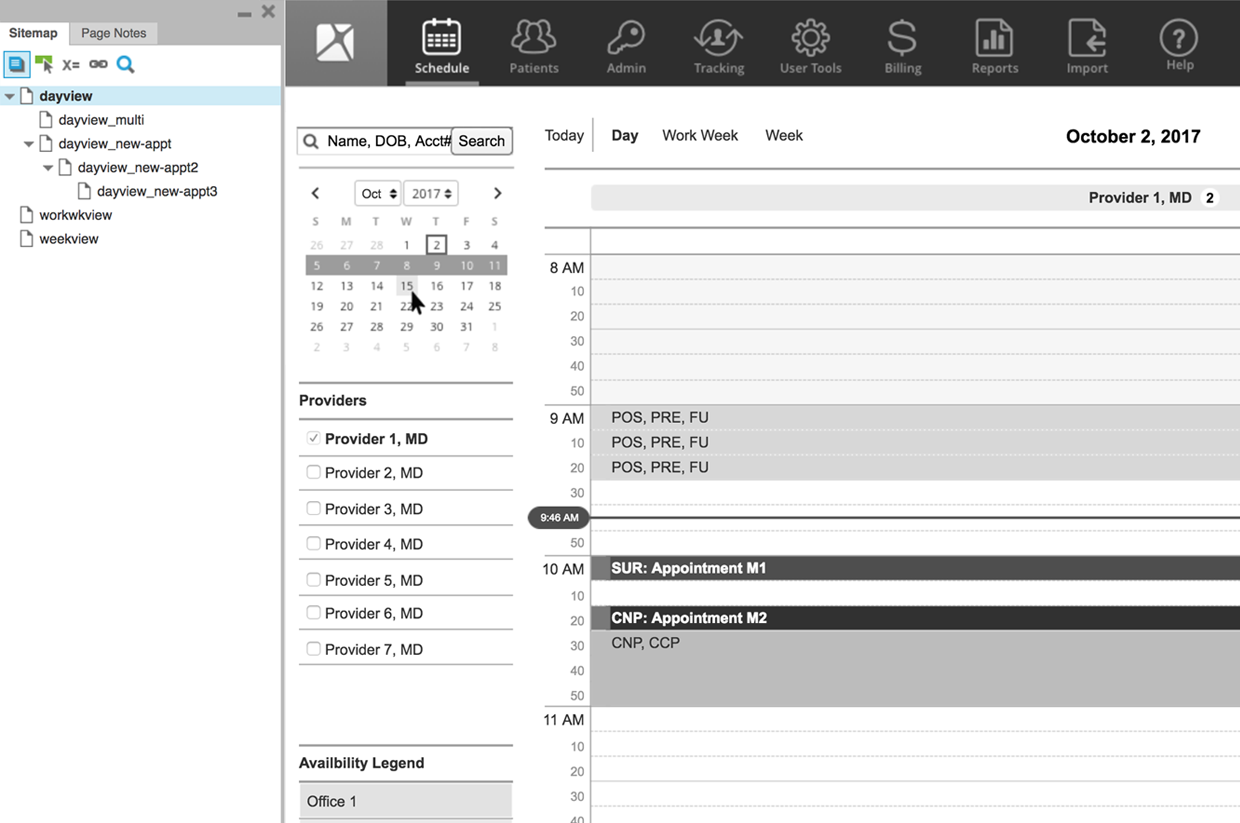 Sitemap
Page Notes
X=
dayview
dayview_multi
dayview_new-appt
dayview_new-appt2
dayview_new-appt3
workwkview
weekview
Schedule
Patients
Admin
Tracking
User Tools
Billing
Reports
Import
Help
Name, DOB, Acct#
Search
Today
Day
Work Week
Week
October 2, 2017
Oct
2017
S M T W T F S
26 27 28 1 2 3 4
5 6 7 8 9 10 11
12 13 14 15 16 17 18
19 20 21 22 23 24 25
26 27 28 29 30 31 1
2 3 4 5 6 7 8
Providers
Provider 1, MD
Provider 2, MD
Provider 3, MD
Provider 4, MD
Provider 5, MD
Provider 6, MD
Provider 7, MD
Availbility Legend
Office 1
Provider 1, MD 2
8 AM
10
20
30
40
50
9 AM POS, PRE, FU
10 POS, PRE, FU
20 POS, PRE, FU
30
9:46 AM
50
10 AM SUR: Appointment M1
10
20 CNP: Appointment M2
30 CNP, CCP
40
50
11 AM
10
20
30
40